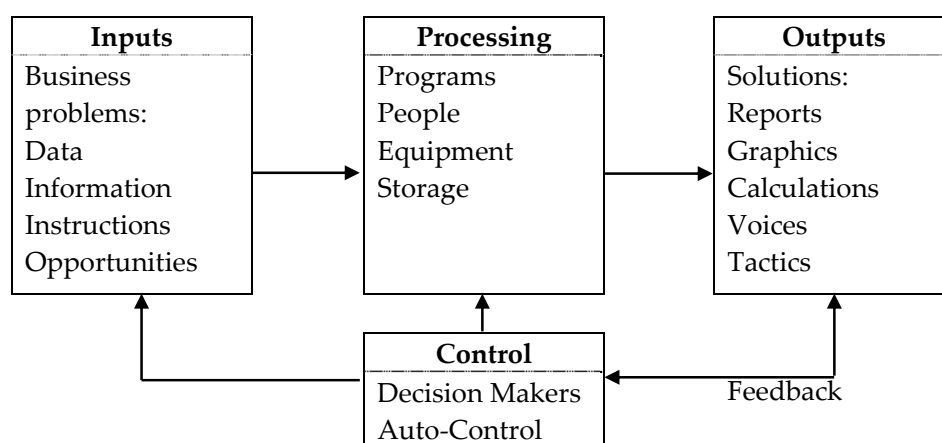 Inputs
Business
problems:
Data
Information
Instructions
Opportunities
Processing
Programs
People
Equipment
Storage
Outputs
Solutions:
Reports
Graphics
Calculations
Voices
Tactics
Control
Decision Makers
Auto-Control
Feedback